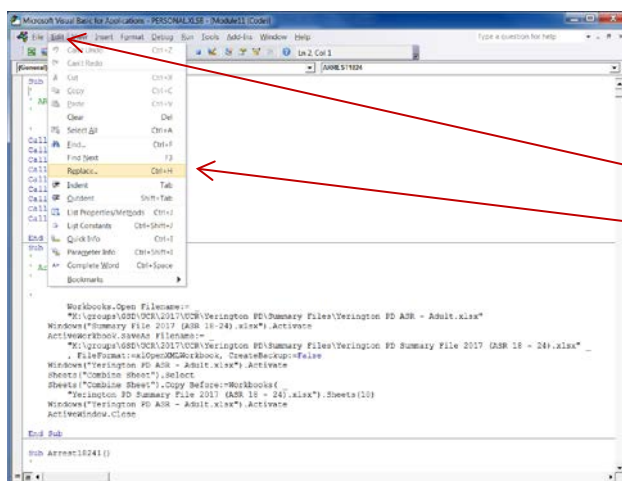 Microsoft Visual Basic for Applications - PERSONAL.XLSB - [Module11 (Code)]
File Edit View Insert Format Debug Run Tools Add-Ins Window Help
Type a question for help
Ln 2, Col 1
(General)
Sub
Can't Undo Ctrl+Z
Can't Redo
Cut Ctrl+X
Copy Ctrl+C
Paste Ctrl+V
Clear Del
Select All Ctrl+A
Find... Ctrl+F
Find Next F3
Replace... Ctrl+H
Indent Tab
Outdent Shift+Tab
List Properties/Methods Ctrl+J
List Constants Ctrl+Shift+J
Quick Info Ctrl+I
Parameter Info Ctrl+Shift+I
Complete Word Ctrl+Space
Bookmarks
Call
Call
Call
Call
Call
Call
Call
End
Sub
Workbooks.Open Filename:= _
"K:\groups\GSD\UCR\2017\UCR\Yerington PD\Summary Files\Yerington PD ASR - Adult.xlsx"
Windows("Summary File 2017 (ASR 18-24).xlsx").Activate
ActiveWorkbook.SaveAs Filename:= _
"K:\groups\GSD\UCR\2017\UCR\Yerington PD\Summary Files\Yerington PD Summary File 2017 (ASR 18 - 24).xlsx" _
, FileFormat:=xlOpenXMLWorkbook, CreateBackup:=False
Windows("Yerington PD ASR - Adult.xlsx").Activate
Sheets("Combine Sheet").Select
Sheets("Combine Sheet").Copy Before:=Workbooks( _
"Yerington PD Summary File 2017 (ASR 18 - 24).xlsx").Sheets(10)
Windows("Yerington PD ASR - Adult.xlsx").Activate
ActiveWindow.Close
End Sub
Sub Arrest18241()